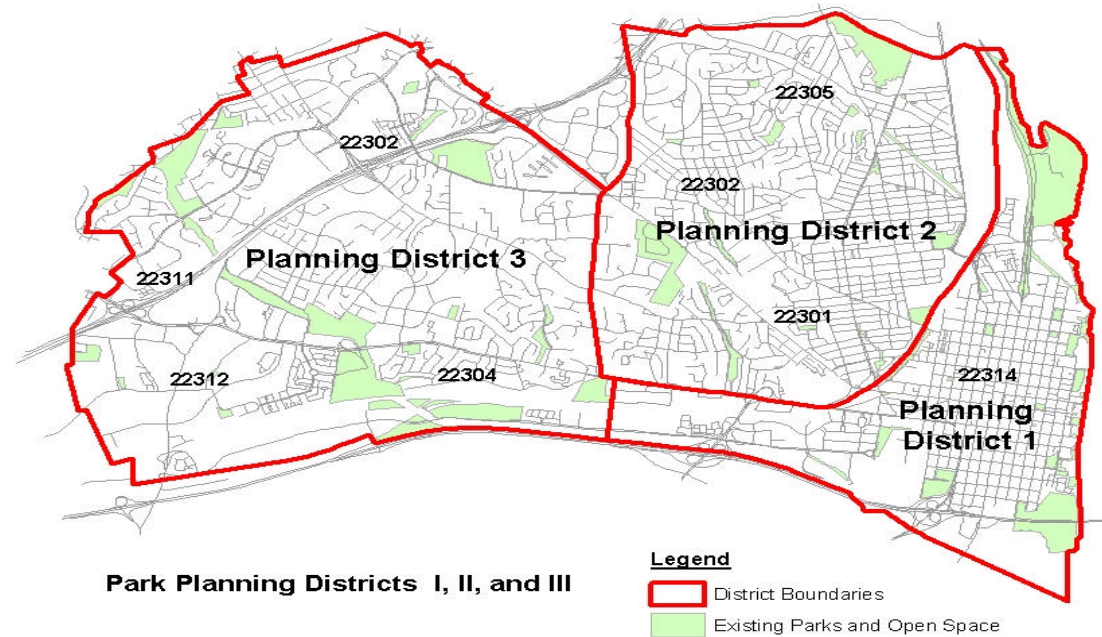 22305
22302
22302
Planning District 2
Planning District 3
22311
22301
22312
22304
22314
Planning
District 1
Park Planning Districts I, II, and III
Legend
District Boundaries
Existing Parks and Open Space